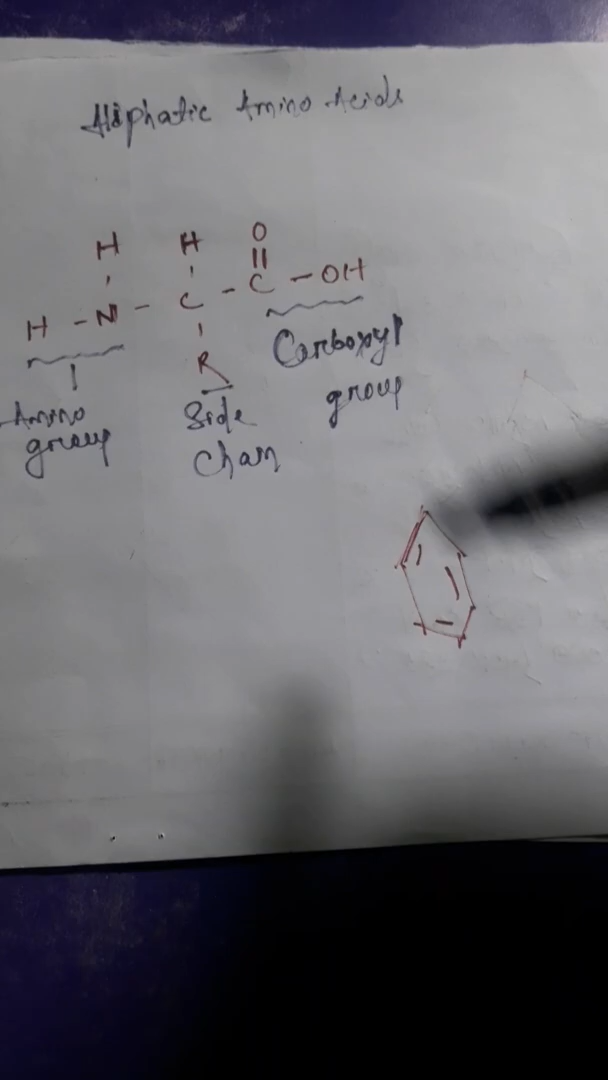 Aliphatic Amino Acids
H H O
H - N - C - C - OH
R
Amino group
Side Chain
Carboxyl group